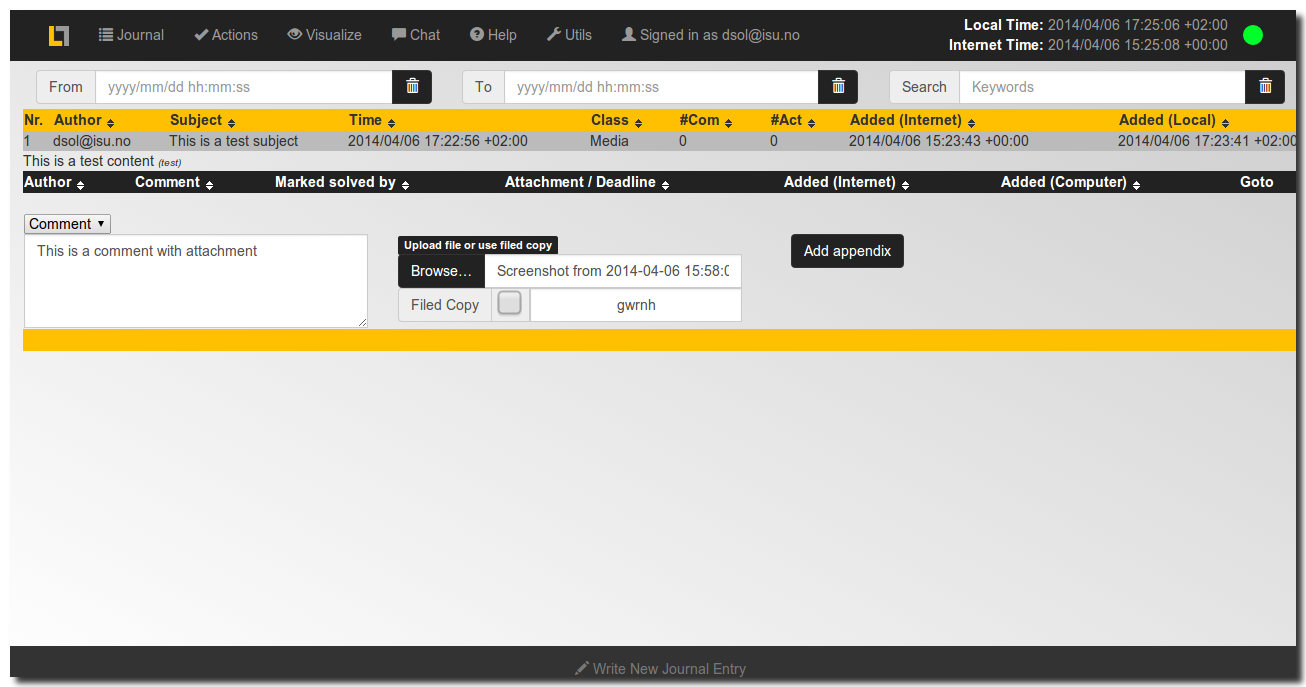 Journal Actions Visualize Chat Help Utils Signed in as dsol@isu.no
Local Time: 2014/04/06 17:25:06 +02:00
Internet Time: 2014/04/06 15:25:08 +00:00
From yyyy/mm/dd hh:mm:ss To yyyy/mm/dd hh:mm:ss Search Keywords
Nr. Author Subject Time Class #Com #Act Added (Internet) Added (Local)
1 dsol@isu.no This is a test subject 2014/04/06 17:22:56 +02:00 Media 0 0 2014/04/06 15:23:43 +00:00 2014/04/06 17:23:41 +02:00
This is a test content (test)
Author Comment Marked solved by Attachment / Deadline Added (Internet) Added (Computer) Goto
Comment
This is a comment with attachment
Upload file or use filed copy
Browse... Screenshot from 2014-04-06 15:58:0
Filed Copy gwrnh
Add appendix
Write New Journal Entry